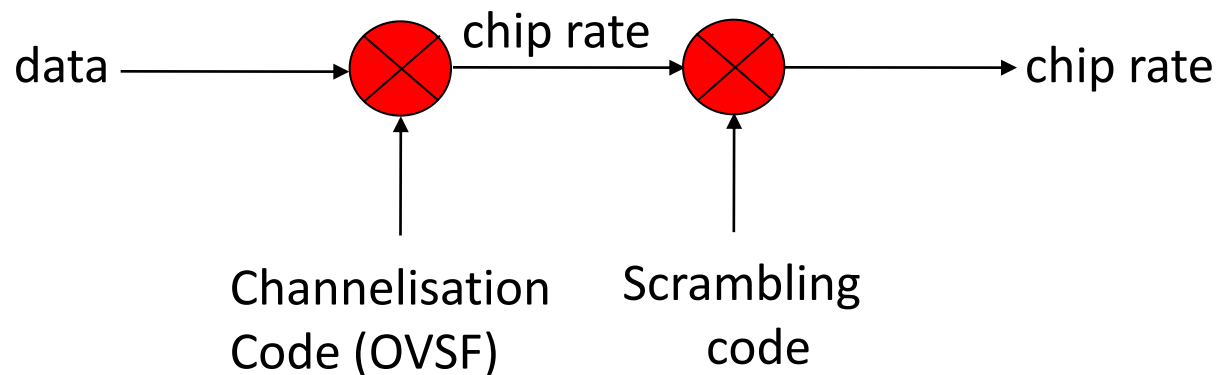 data
chip rate
chip rate
Channelisation
Code (OVSF)
Scrambling
code